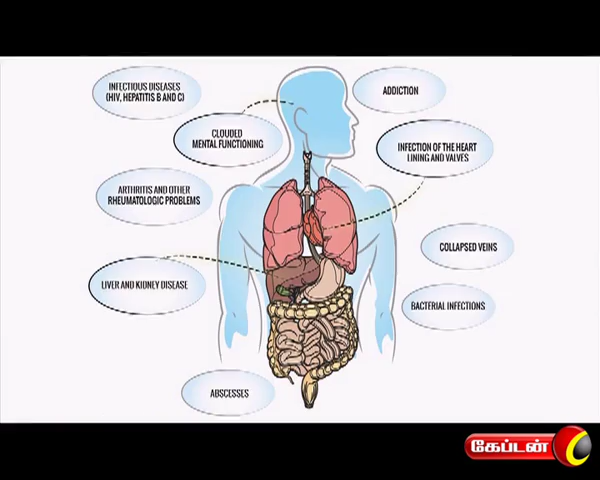 INFECTIOUS DISEASES
(HIV, HEPATITIS B AND C)
ADDICTION
CLOUDED
MENTAL FUNCTIONING
INFECTION OF THE HEART
LINING AND VALVES
ARTHRITIS AND OTHER
RHEUMATOLOGIC PROBLEMS
COLLAPSED VEINS
LIVER AND KIDNEY DISEASE
BACTERIAL INFECTIONS
ABSCESSES
கேப்டன்